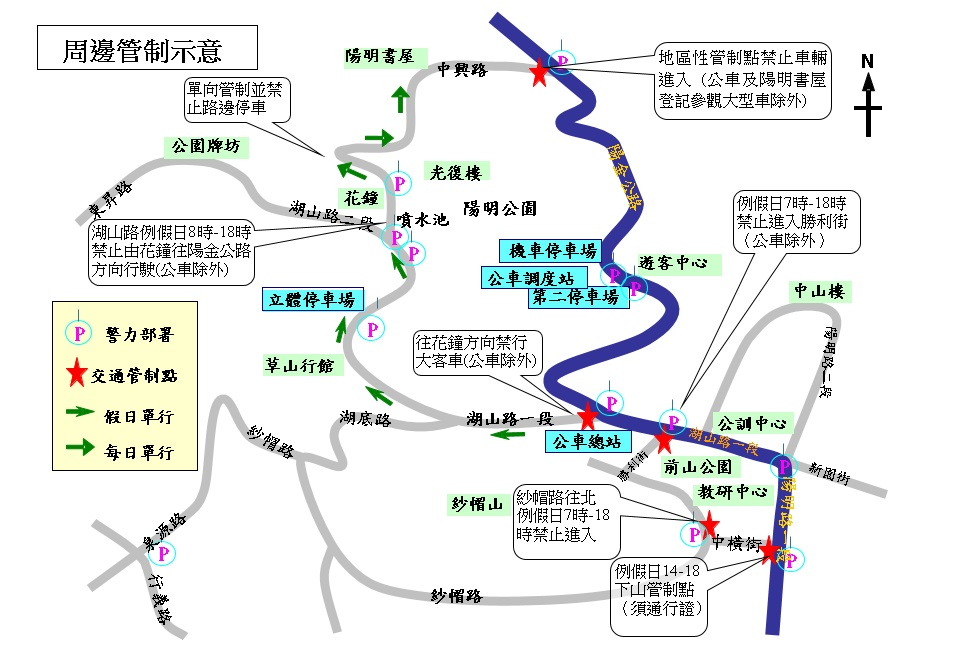 周邊管制示意
陽明書屋
中興路
P
地區性管制點禁止車輛
進入（公車及陽明書屋
登記參觀大型車除外)
N
單向管制並禁
止路邊停車
公園牌坊
陽金公路
光復樓
P
花鐘
東昇路
湖山路二段
噴水池
陽明公園
例假日7時-18時
禁止進入勝利街
（公車除外）
湖山路例假日8時-18時
禁止由花鐘往陽金公路
方向行駛(公車除外)
P
P
機車停車場
公車調度站
第二停車場
P
P
遊客中心
中山樓
立體停車場
P
P
警力部署
交通管制點
假日單行
每日單行
往花鐘方向禁行
大客車(公車除外)
陽明路二段
草山行館
湖底路
湖山路一段
P
P
公訓中心
湖山路一段
公車總站
紗帽路
勝利街
前山公園
P
新園街
教研中心
陽明路一段
紗帽山
紗帽路往北
例假日7時-18
時禁止進入
P
中橫街
P
泉源路
P
行義路
例假日14-18
下山管制點
（須通行證）
紗帽路